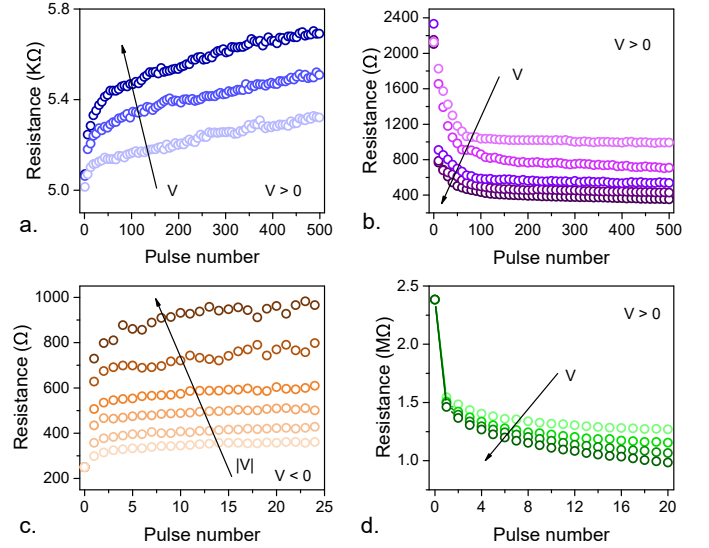 5.8
5.4
5.0
Resistance (KΩ)
V
V > 0
0 100 200 300 400 500
a.
Pulse number
2400
2000
1600
1200
800
400
Resistance (Ω)
V > 0
V
0 100 200 300 400 500
b.
Pulse number
1000
800
600
400
200
Resistance (Ω)
|V|
V < 0
0 5 10 15 20 25
c.
Pulse number
2.5
2.0
1.5
1.0
Resistance (MΩ)
V > 0
V
0 4 8 12 16 20
d.
Pulse number